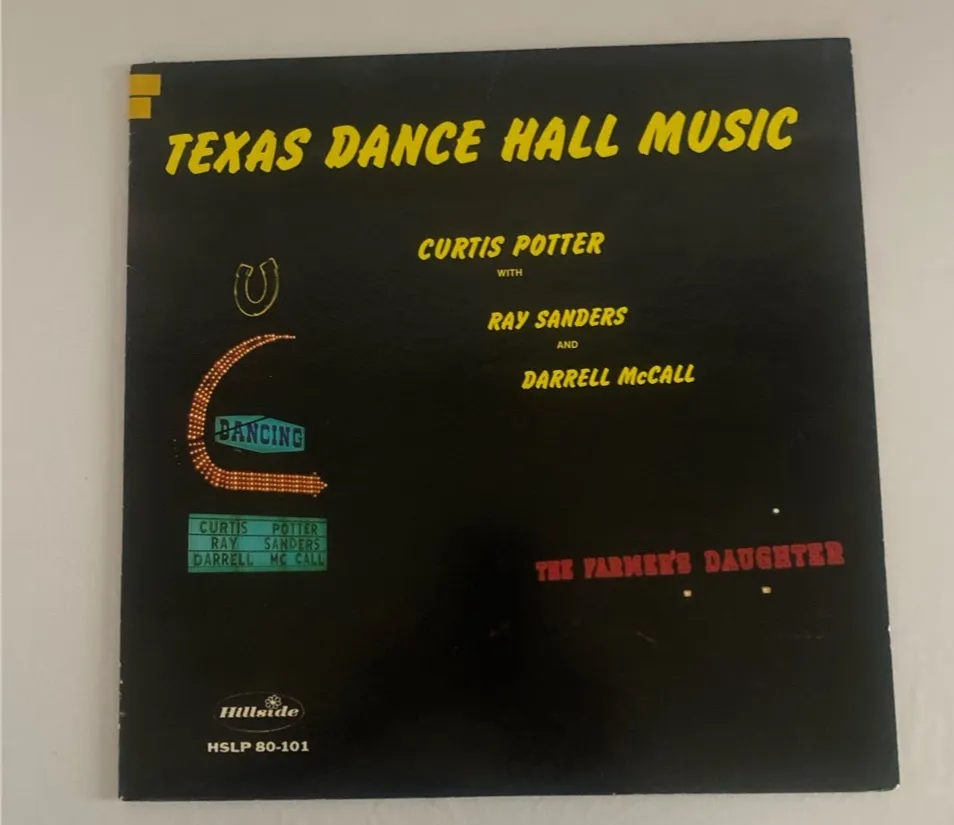 TEXAS DANCE HALL MUSIC
CURTIS POTTER
WITH
RAY SANDERS
AND
DARRELL McCALL
DANCING
CURTIS POTTER
RAY SANDERS
DARRELL MC CALL
THE FARMER'S DAUGHTER
Hillside
HSLP 80-101